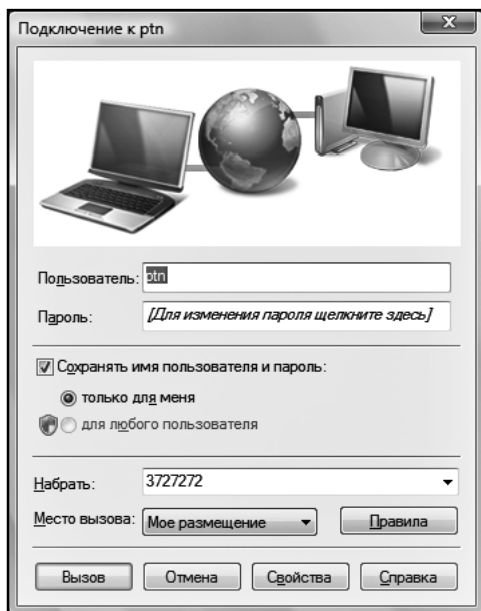 Подключение к ptn
Пользователь: ptn
Пароль: [Для изменения пароля щелкните здесь]
Сохранять имя пользователя и пароль:
только для меня
для любого пользователя
Набрать: 3727272
Место вызова: Мое размещение Правила
Вызов Отмена Свойства Справка